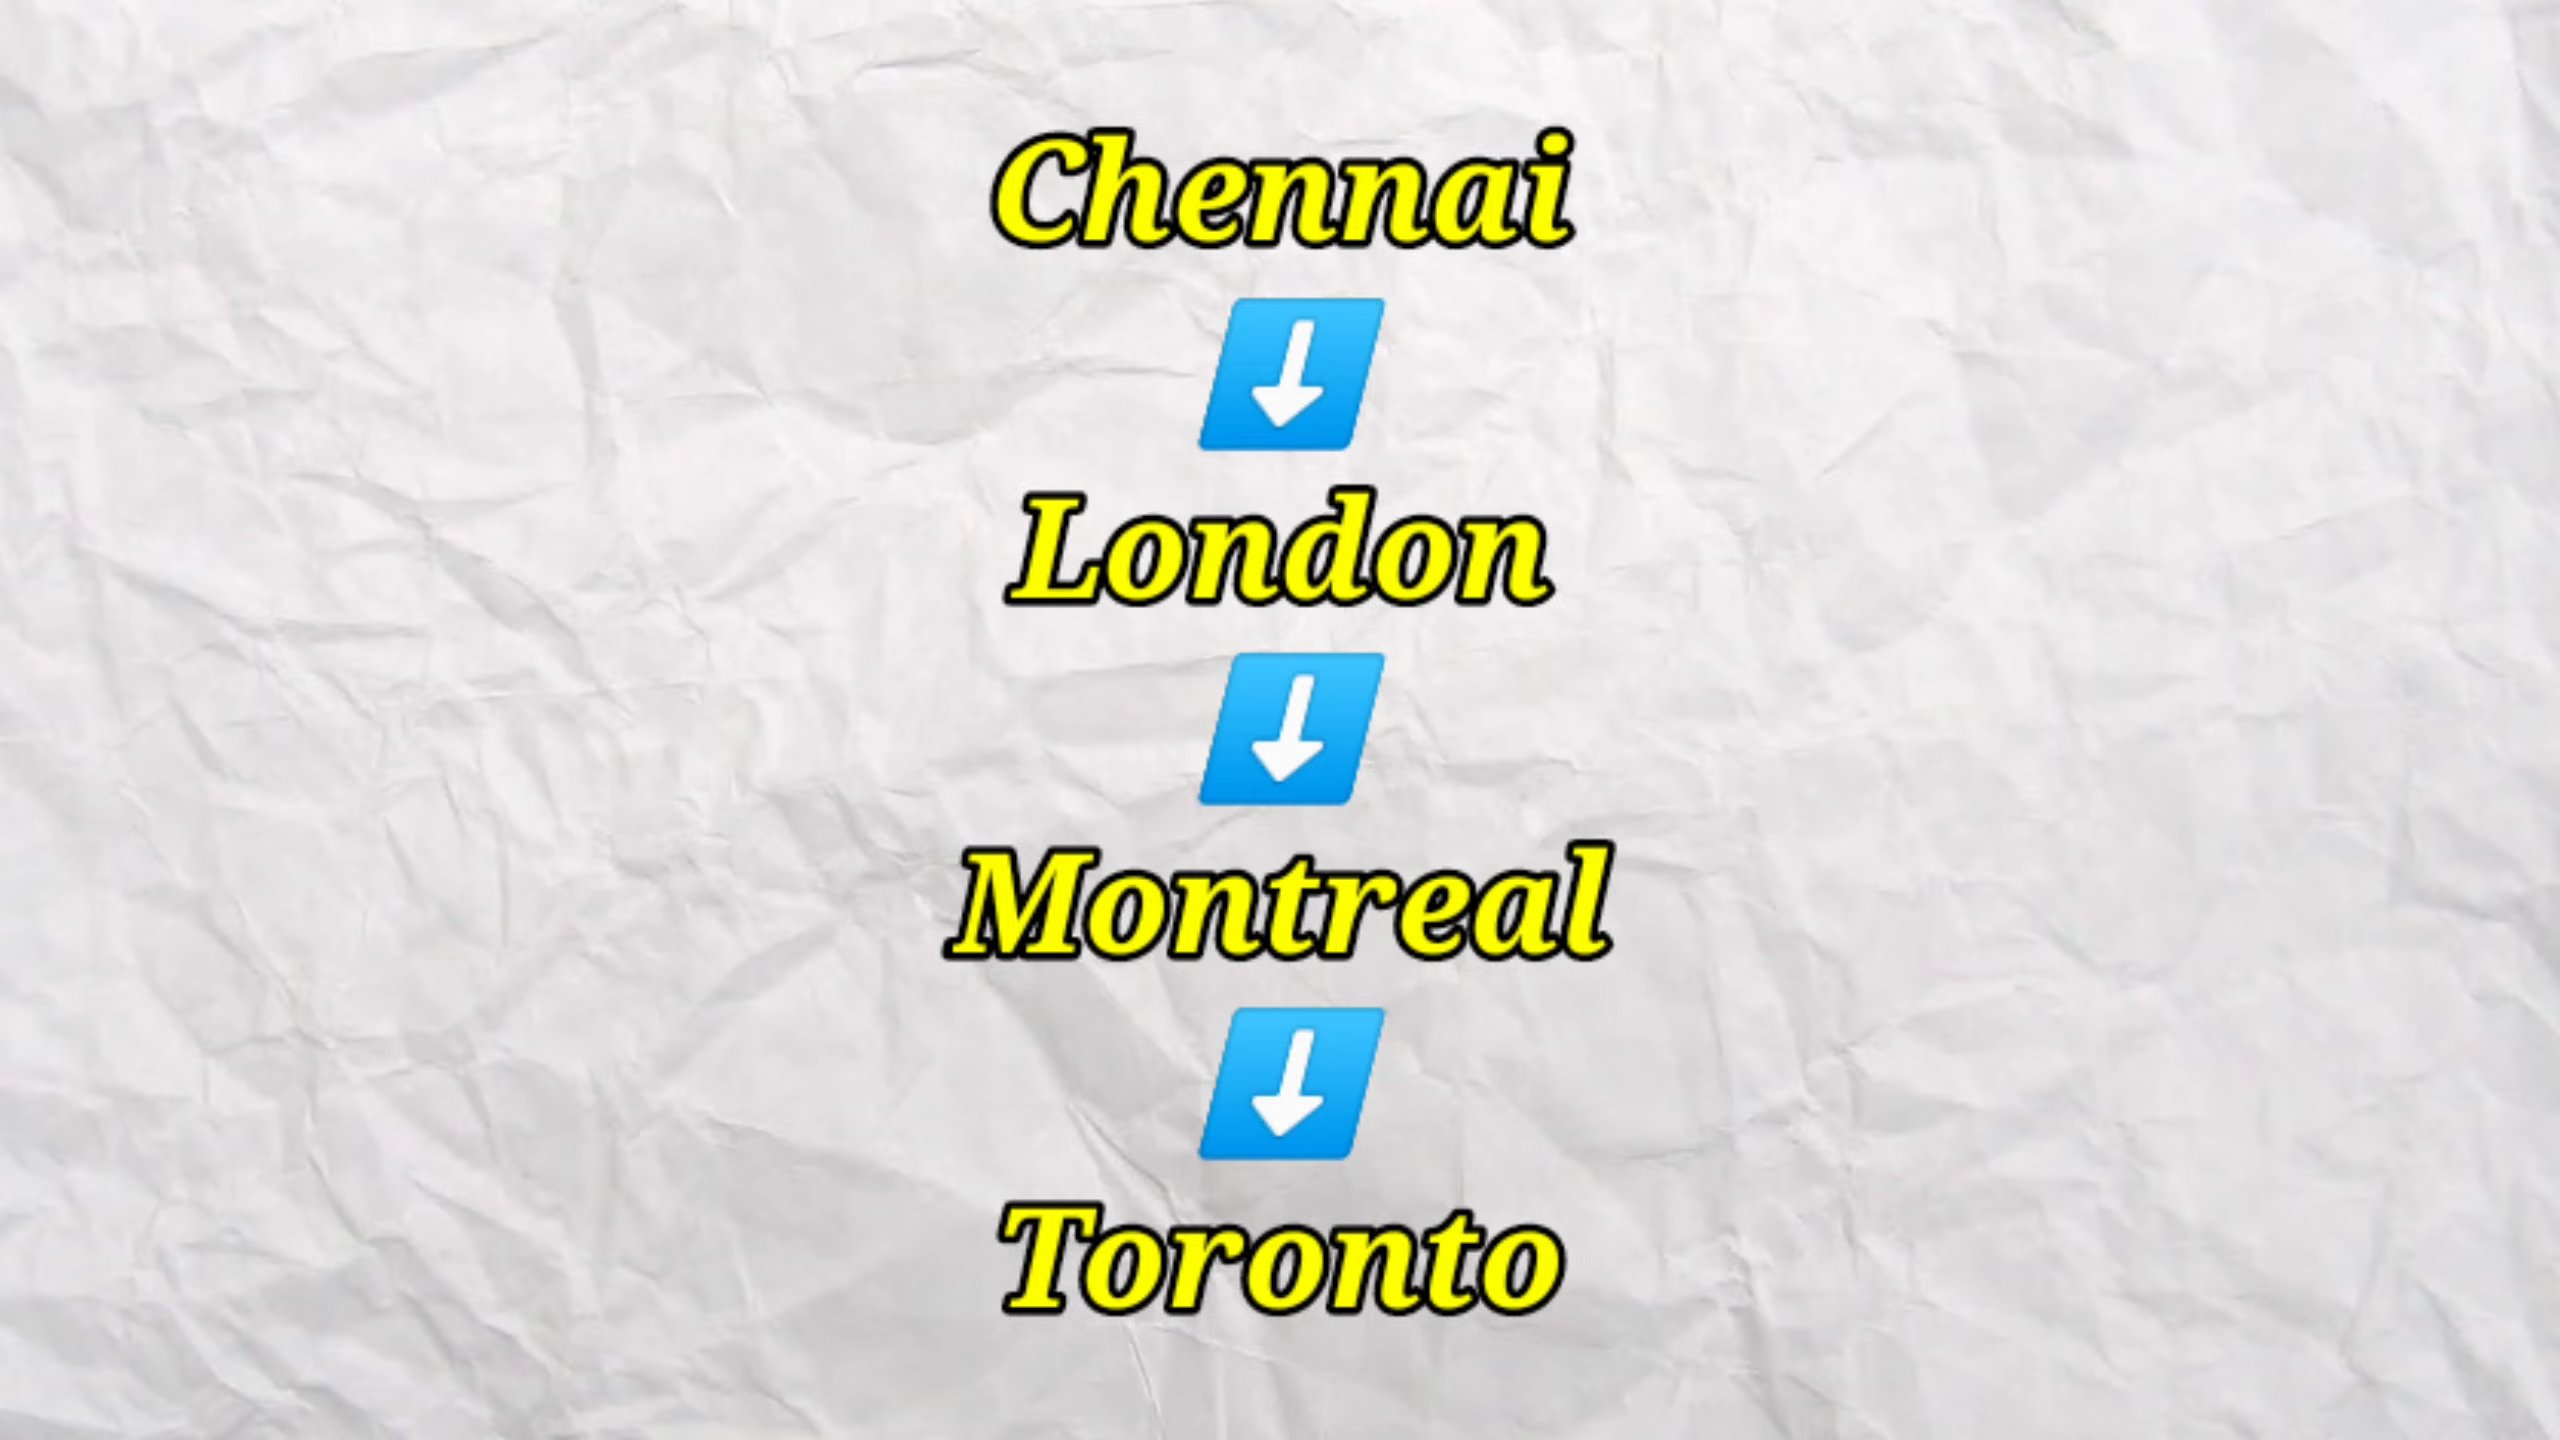 Chennai
⬇️
London
⬇️
Montreal
⬇️
Toronto